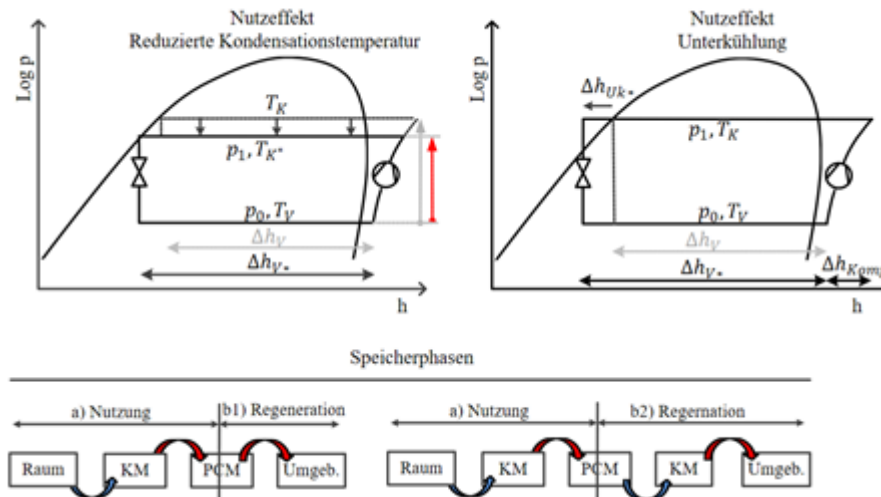 Nutzeffekt
Reduzierte Kondensationstemperatur
Log p
T_K
p_1, T_K*
p_0, T_V
Δh_V
Δh_V*
h
Nutzeffekt
Unterkühlung
Log p
Δh_Uk*
p_1, T_K
p_0, T_V
Δh_V
Δh_V*
Δh_Komp
h
Speicherphasen
a) Nutzung
b1) Regeneration
Raum
KM
PCM
Umgeb.
a) Nutzung
b2) Regernation
Raum
KM
PCM
KM
Umgeb.